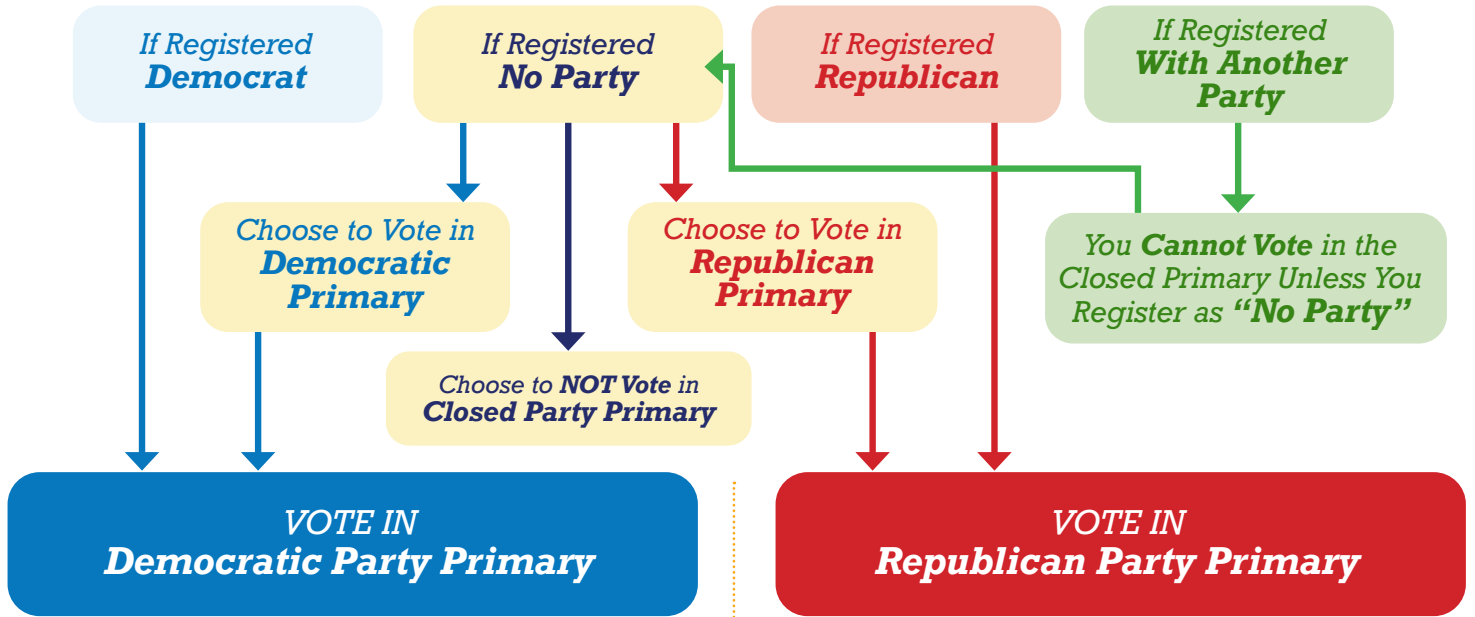 If Registered
Democrat
If Registered
No Party
If Registered
Republican
If Registered
With Another
Party
Choose to Vote in
Democratic
Primary
Choose to Vote in
Republican
Primary
You Cannot Vote in the
Closed Primary Unless You
Register as “No Party”
Choose to NOT Vote in
Closed Party Primary
VOTE IN
Democratic Party Primary
VOTE IN
Republican Party Primary